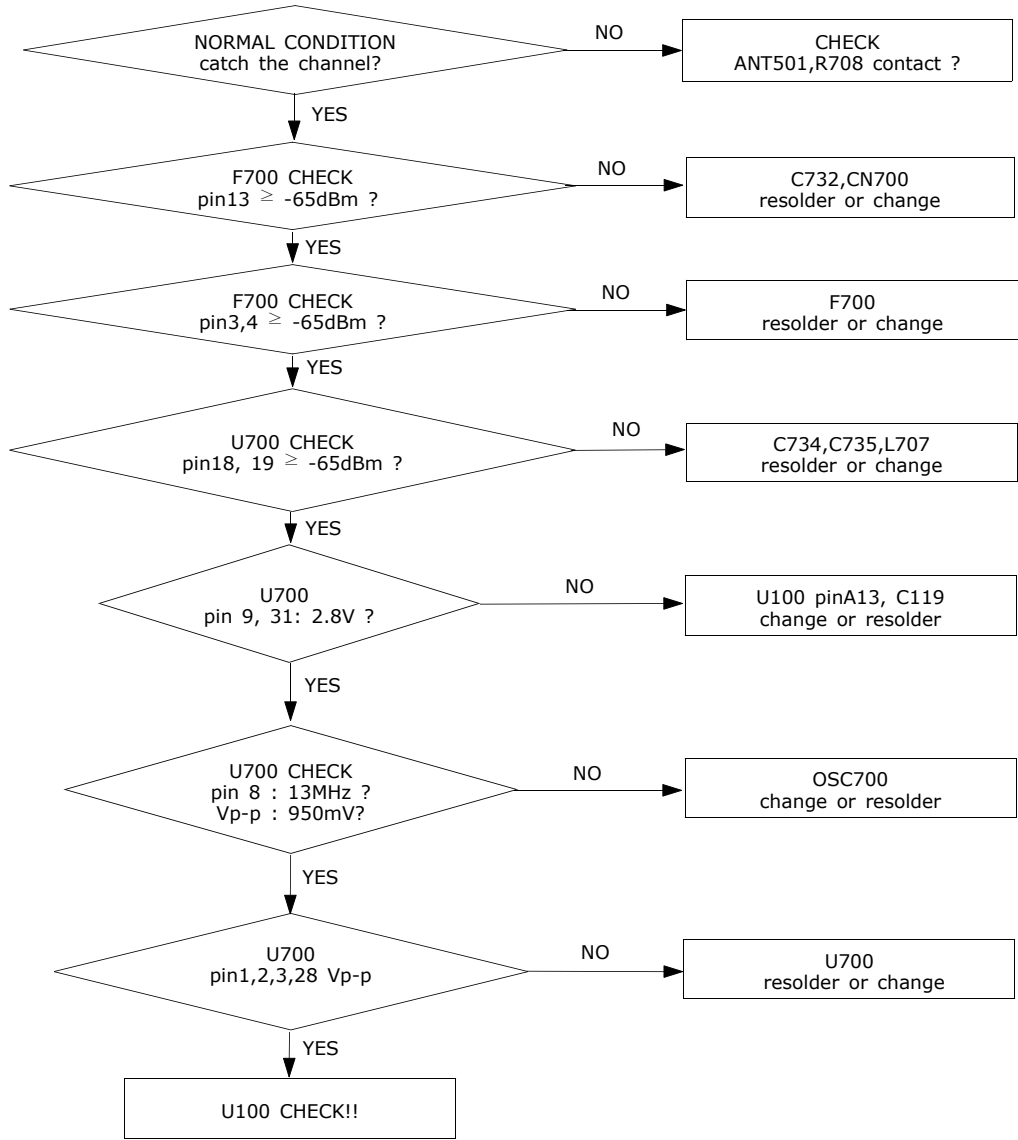 NORMAL CONDITION
catch the channel?
NO
CHECK
ANT501,R708 contact ?
YES
F700 CHECK
pin13 ≥ -65dBm ?
NO
C732,CN700
resolder or change
YES
F700 CHECK
pin3,4 ≥ -65dBm ?
NO
F700
resolder or change
YES
U700 CHECK
pin18, 19 ≥ -65dBm ?
NO
C734,C735,L707
resolder or change
YES
U700
pin 9, 31: 2.8V ?
NO
U100 pinA13, C119
change or resolder
YES
U700 CHECK
pin 8 : 13MHz ?
Vp-p : 950mV?
NO
OSC700
change or resolder
YES
U700
pin1,2,3,28 Vp-p
NO
U700
resolder or change
YES
U100 CHECK!!